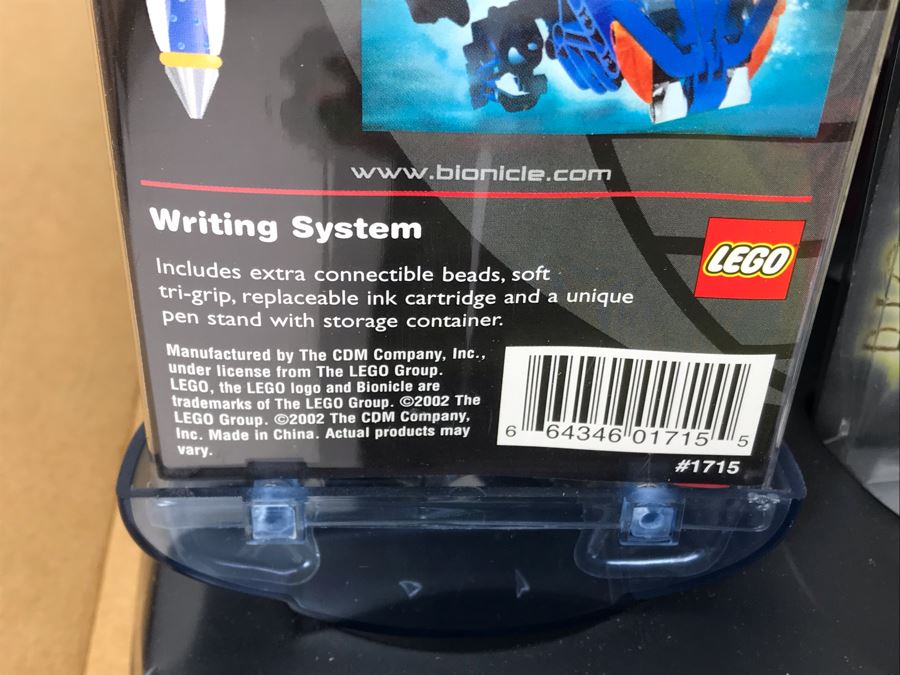 www.bionicle.com
Writing System
LEGO
Includes extra connectible beads, soft
tri-grip, replaceable ink cartridge and a unique
pen stand with storage container.
Manufactured by The CDM Company, Inc.,
under license from The LEGO Group.
LEGO, the LEGO logo and Bionicle are
trademarks of The LEGO Group. ©2002 The
LEGO Group. ©2002 The CDM Company,
Inc. Made in China. Actual products may
vary.
6 64346 01715 5
#1715